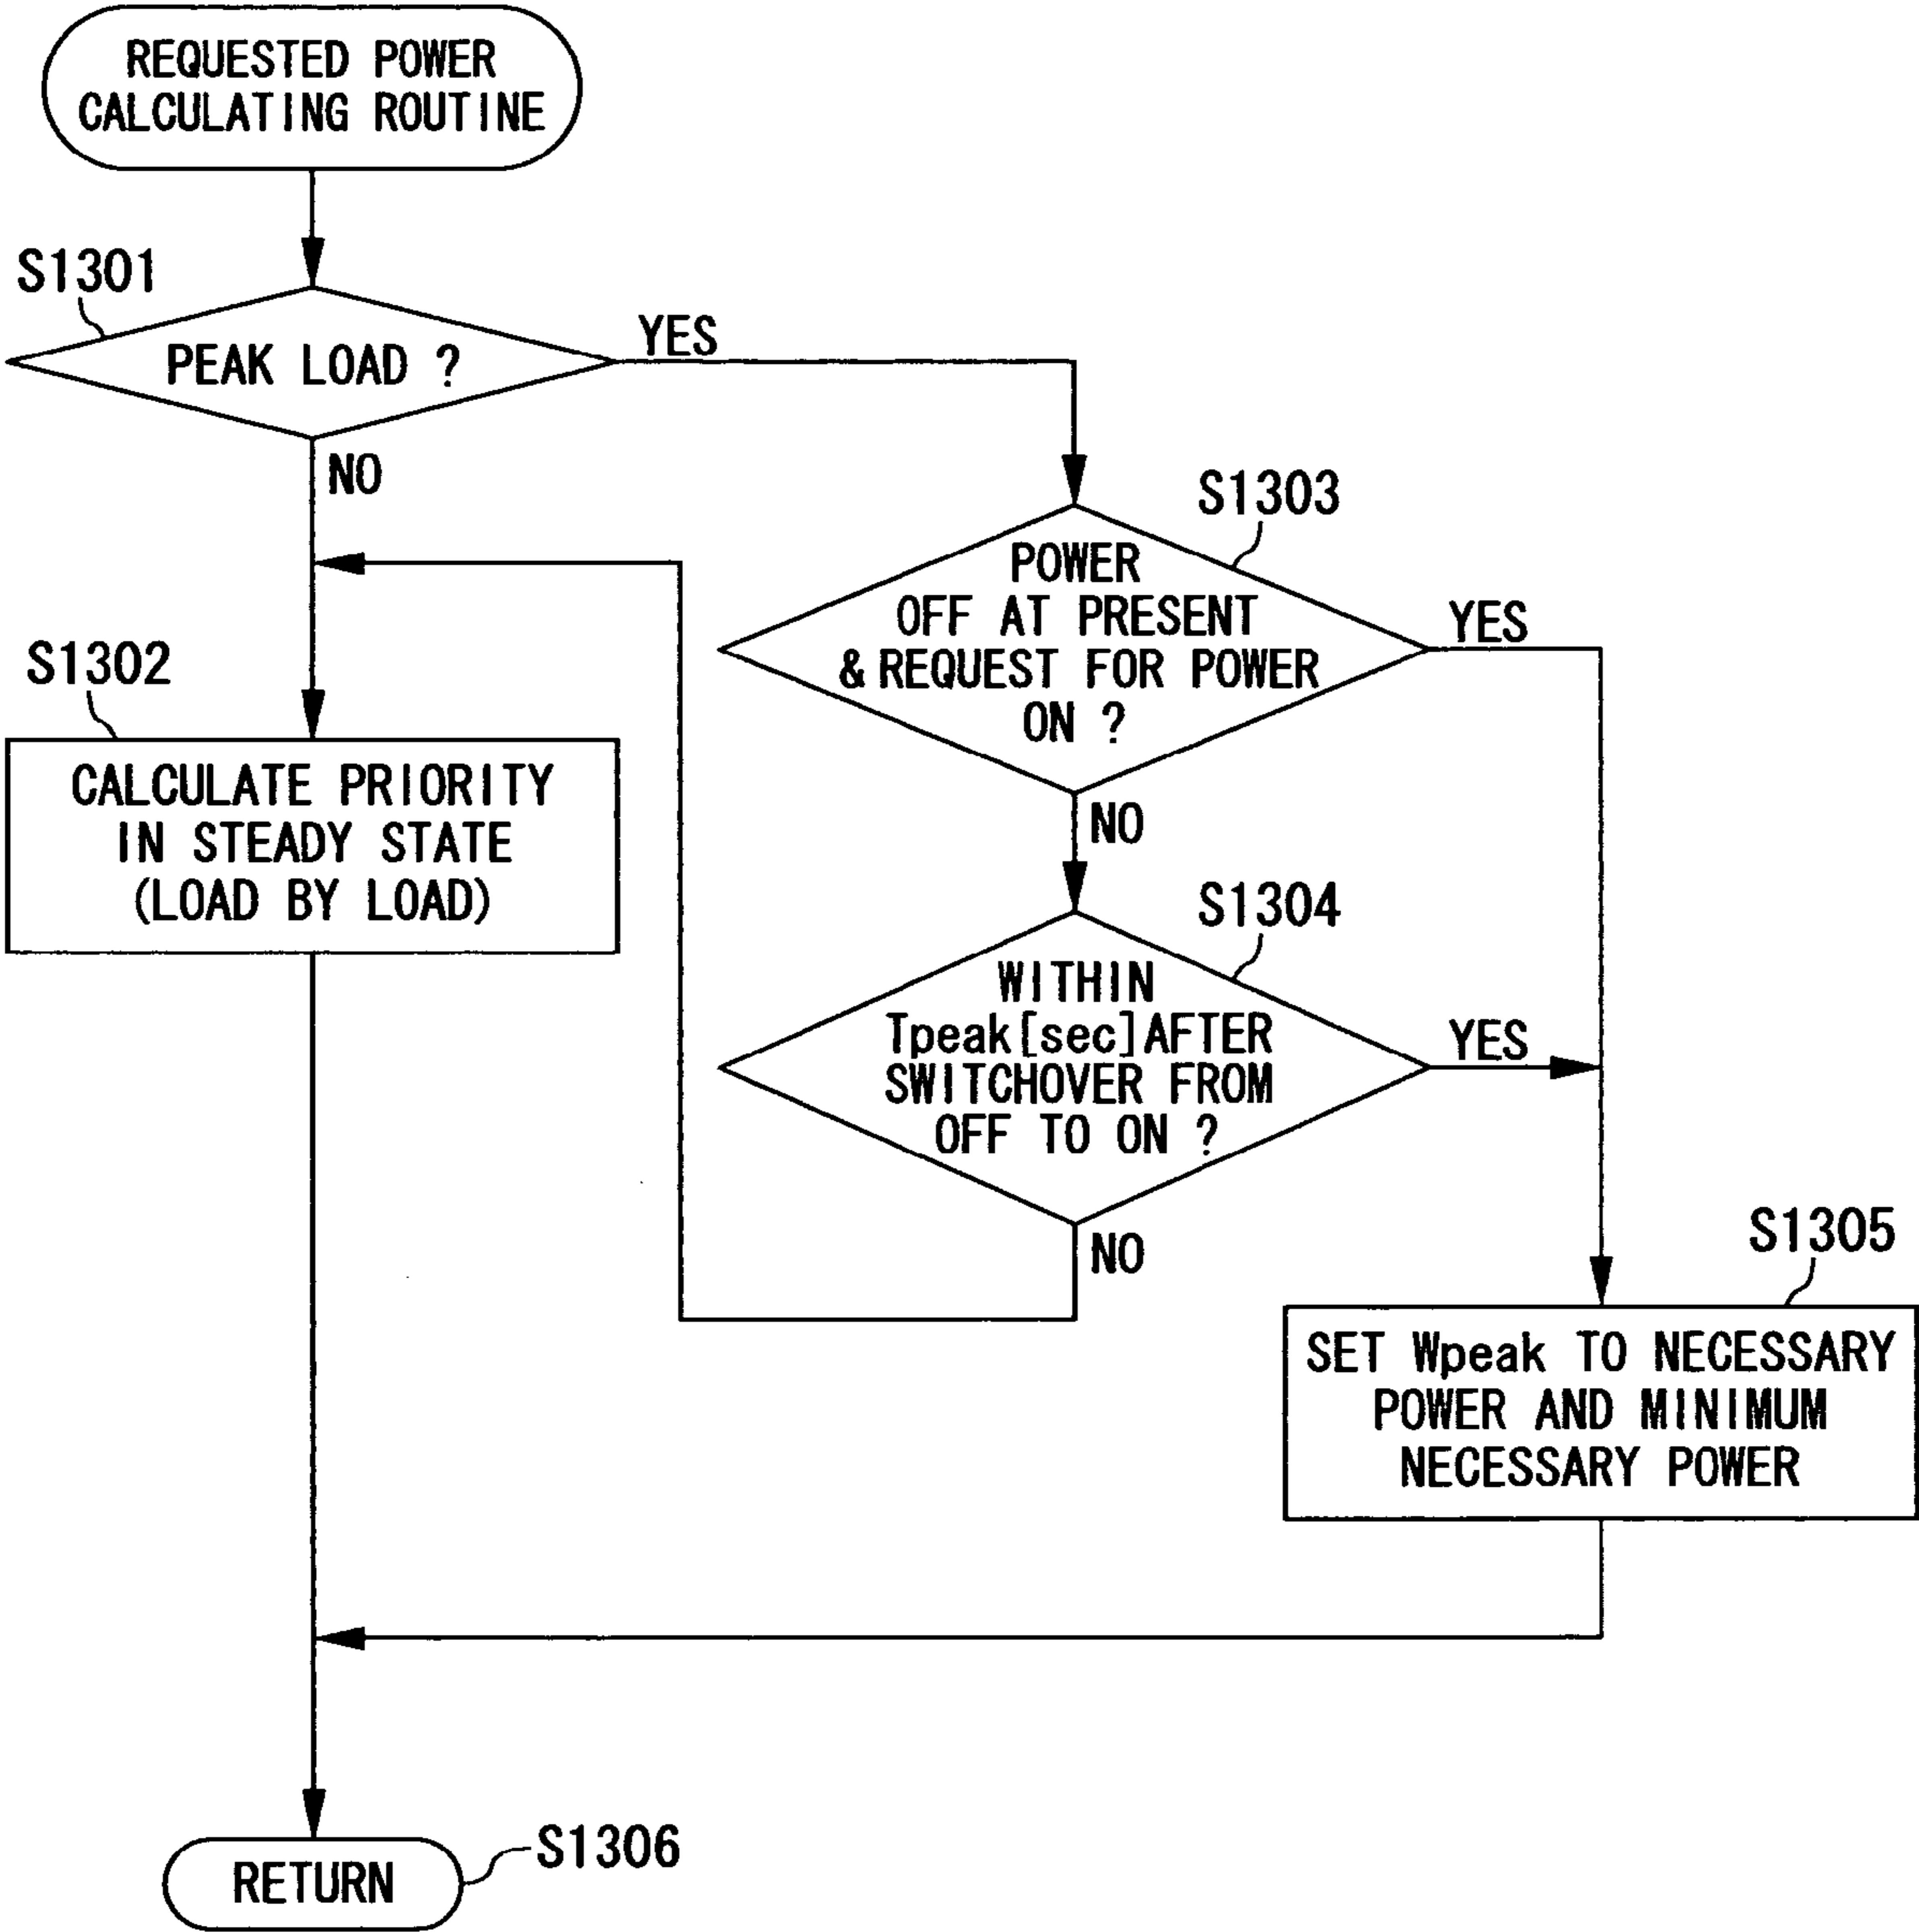 REQUESTED POWER
CALCULATING ROUTINE
S1301
PEAK LOAD ?
YES
NO
S1303
POWER
OFF AT PRESENT
& REQUEST FOR POWER
ON ?
YES
NO
S1302
CALCULATE PRIORITY
IN STEADY STATE
(LOAD BY LOAD)
S1304
WITHIN
Tpeak[sec]AFTER
SWITCHOVER FROM
OFF TO ON ?
YES
NO
S1305
SET Wpeak TO NECESSARY
POWER AND MINIMUM
NECESSARY POWER
RETURN
S1306